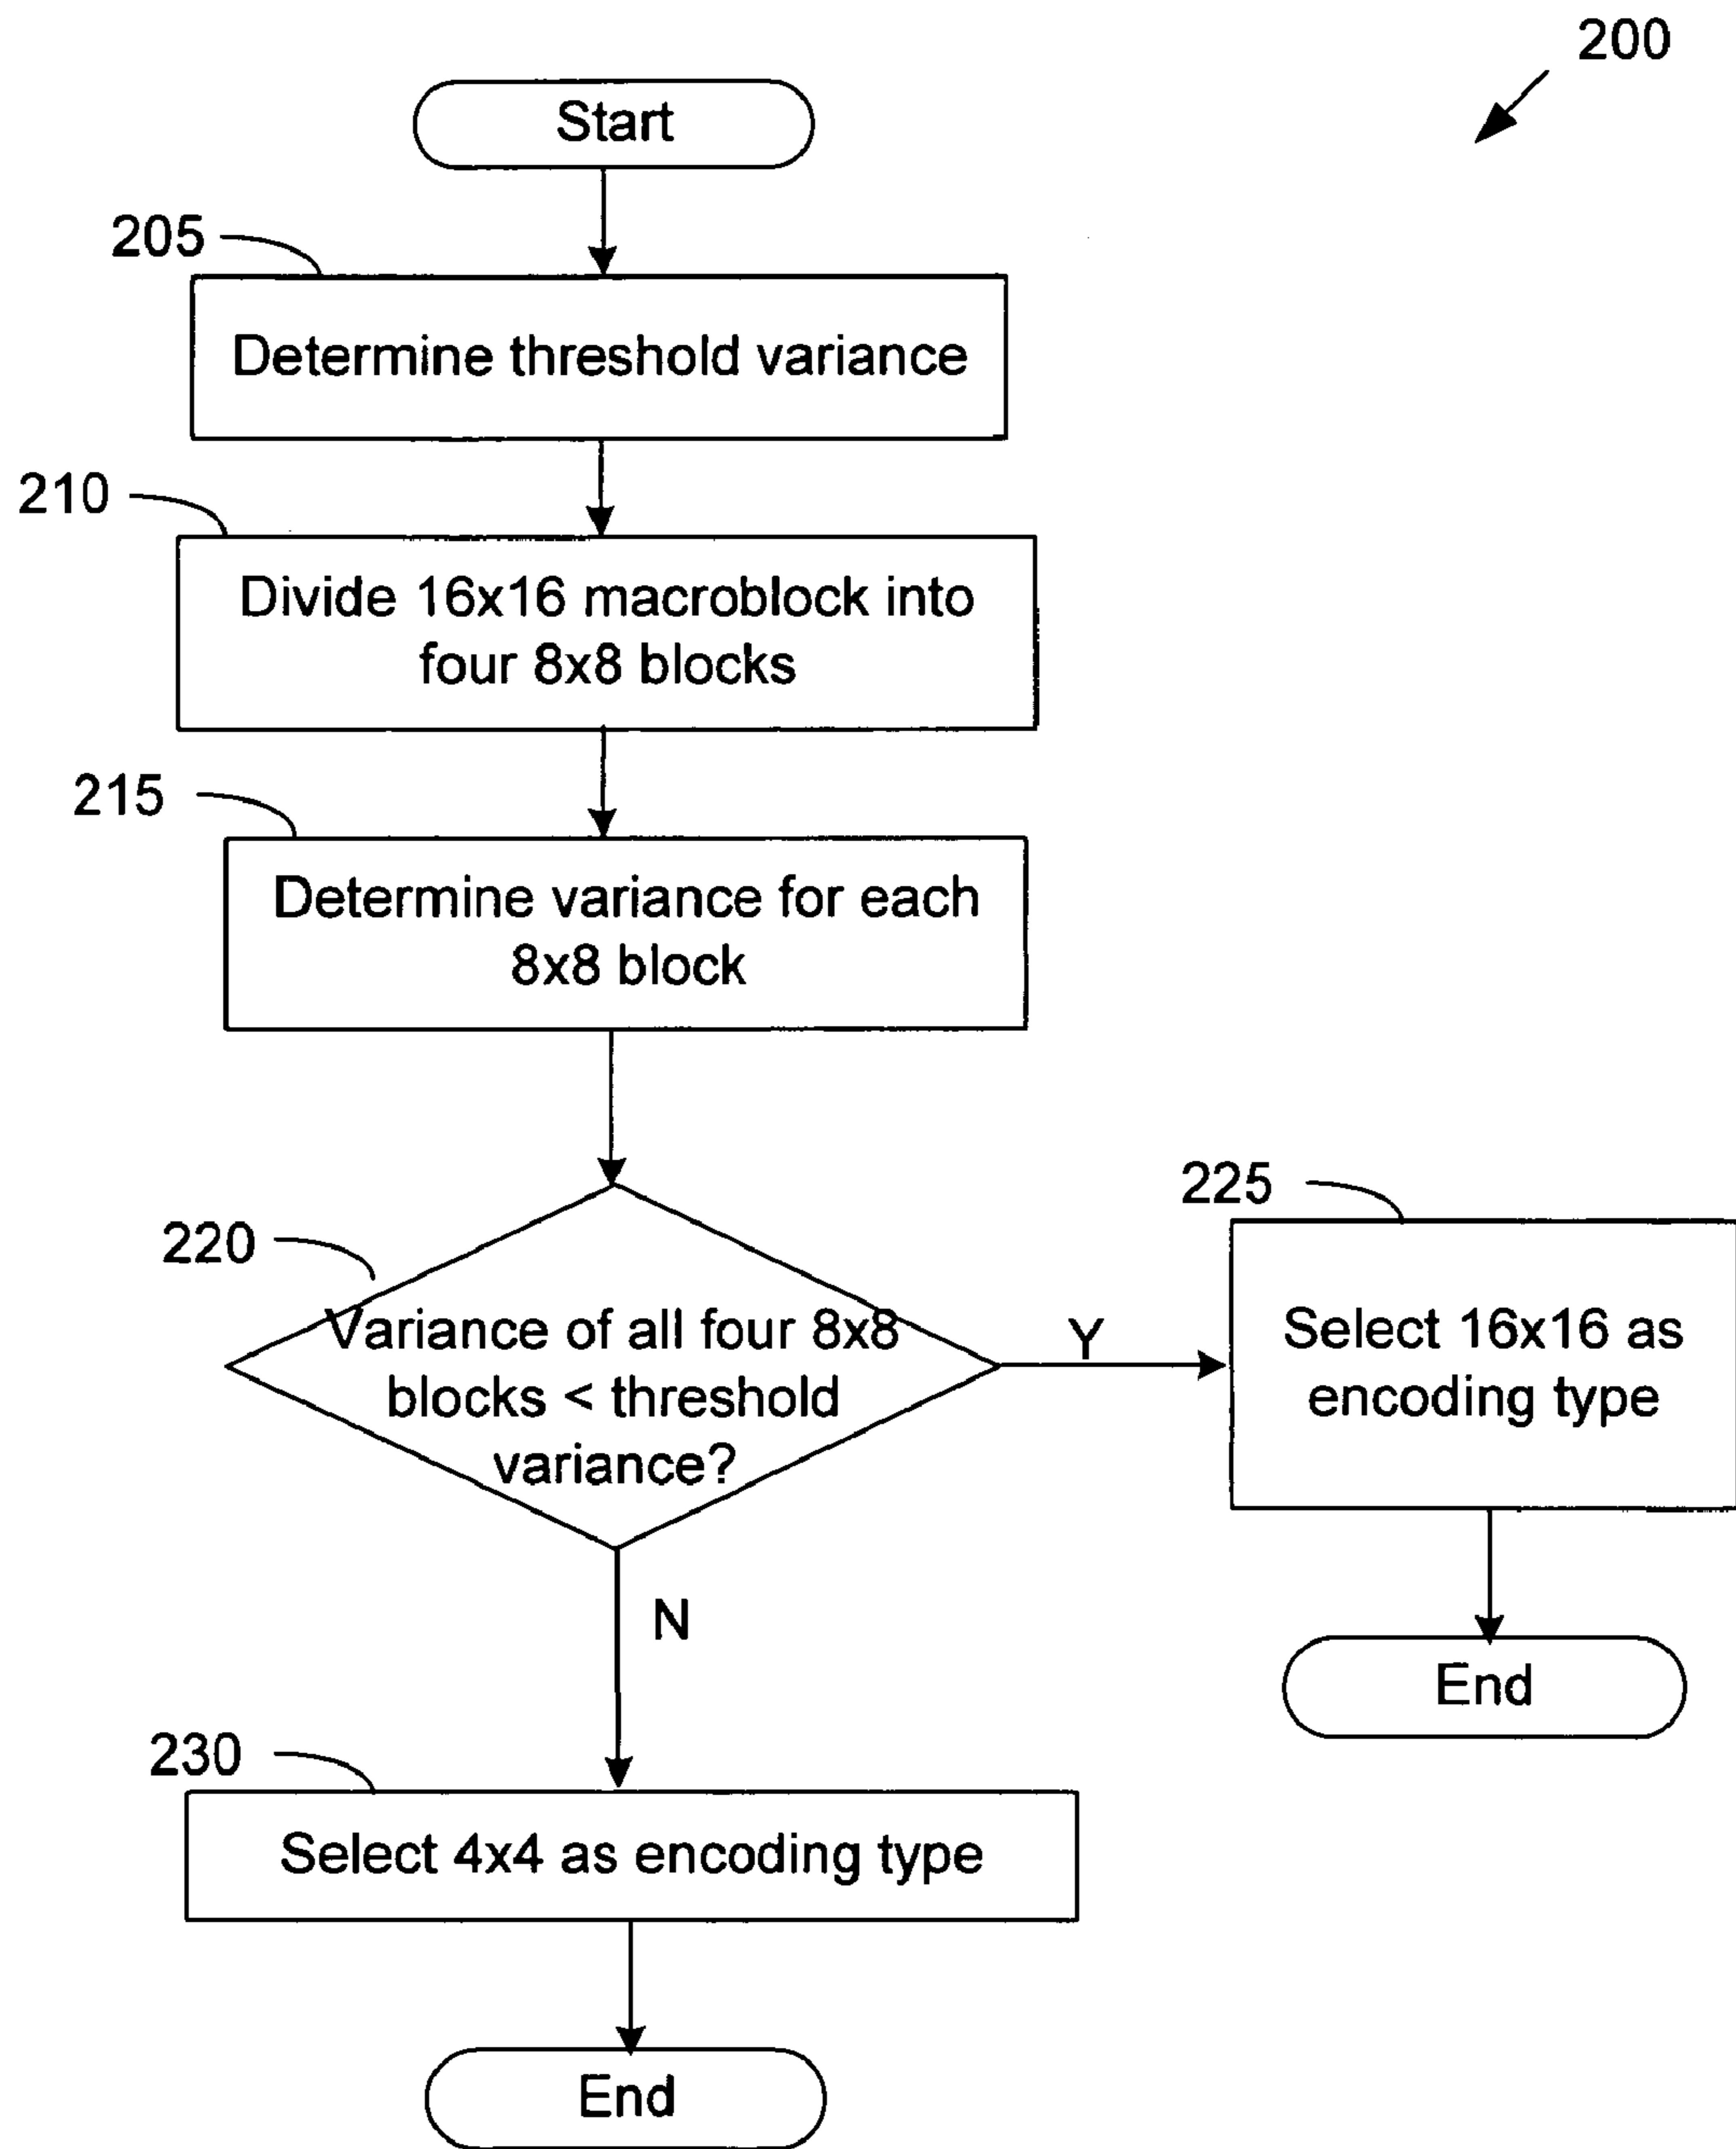 200
Start
205
Determine threshold variance
210
Divide 16x16 macroblock into
four 8x8 blocks
215
Determine variance for each
8x8 block
220
Variance of all four 8x8
blocks < threshold
variance?
Y
225
Select 16x16 as
encoding type
N
End
230
Select 4x4 as encoding type
End